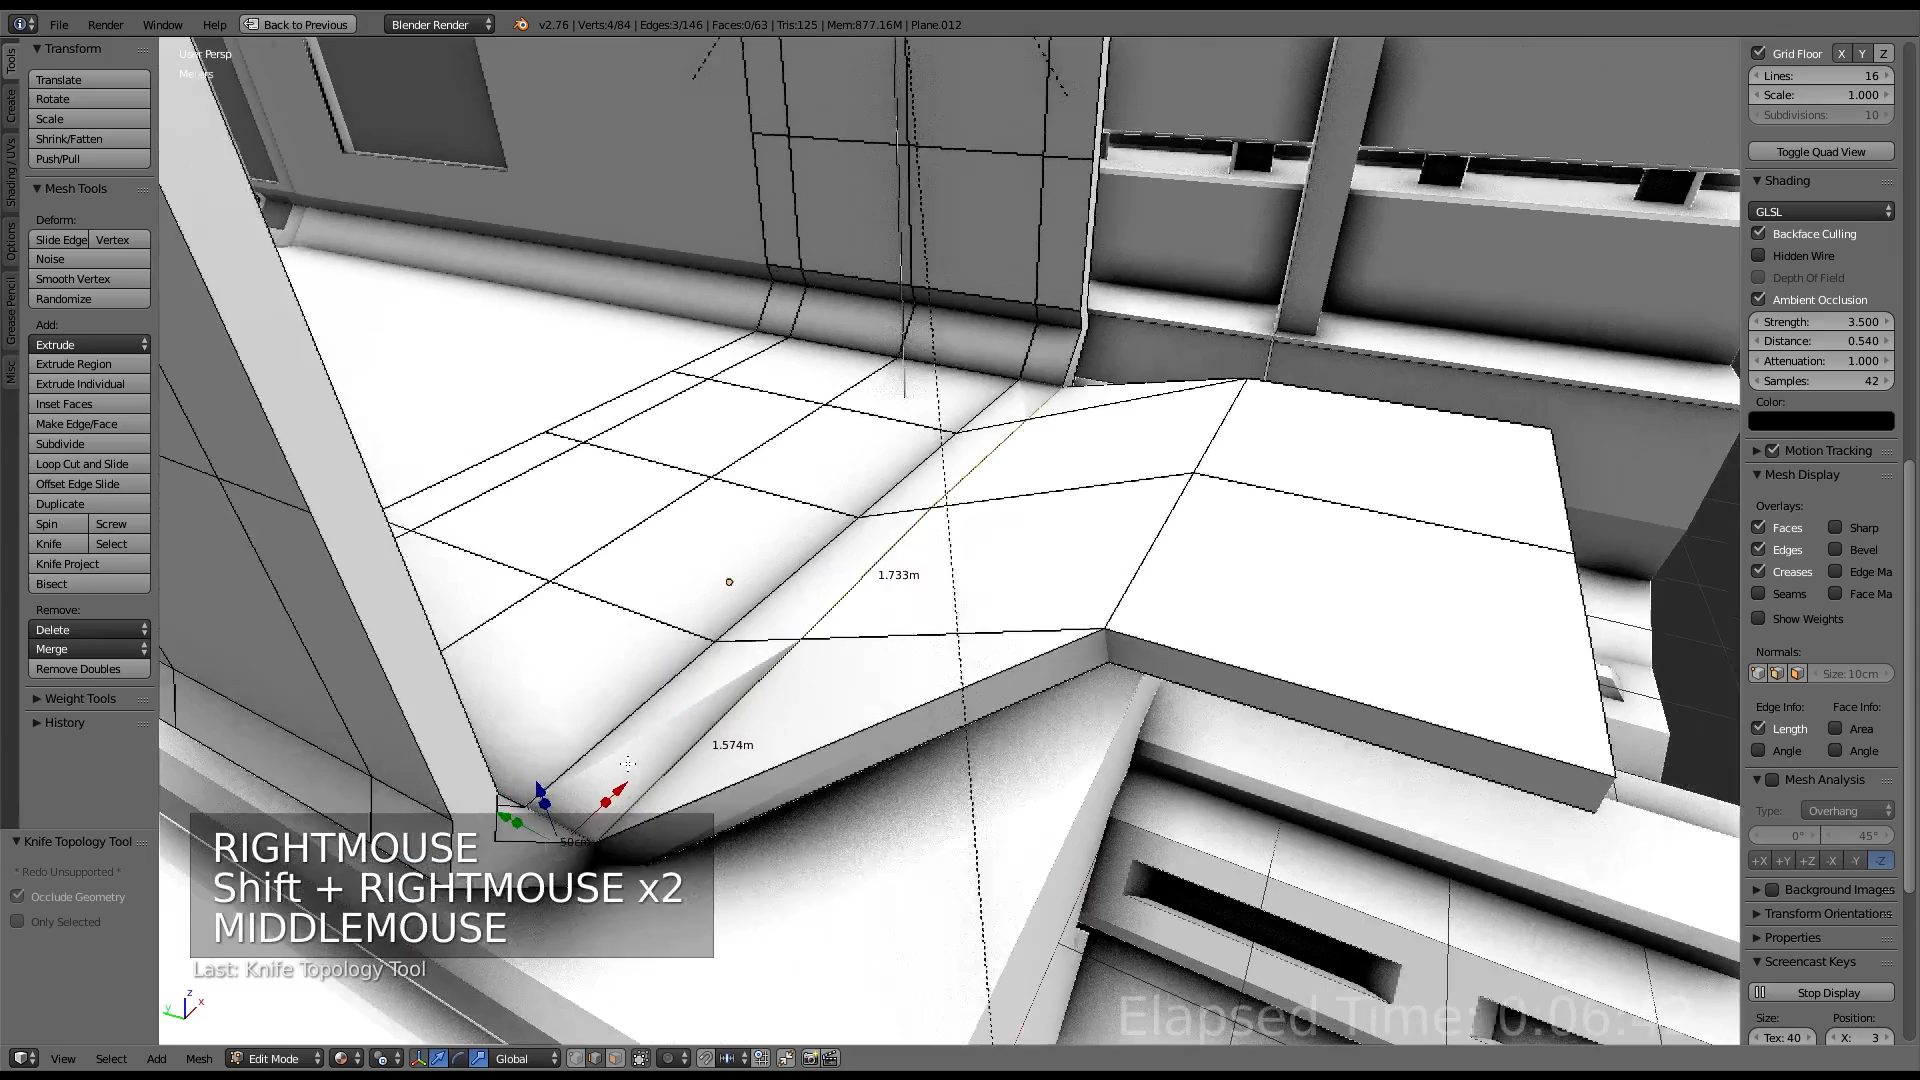 File Render Window Help Back to Previous Blender Render v2.76 | Verts:4/84 | Edges:3/146 | Faces:0/63 | Tris:125 | Mem:877.16M | Plane.012
Tools
Create
Shading / UVs
Options
Grease Pencil
Misc
Transform
Translate
Rotate
Scale
Shrink/Fatten
Push/Pull
Mesh Tools
Deform:
Slide Edge Vertex
Noise
Smooth Vertex
Randomize
Add:
Extrude
Extrude Region
Extrude Individual
Inset Faces
Make Edge/Face
Subdivide
Loop Cut and Slide
Offset Edge Slide
Duplicate
Spin Screw
Knife Select
Knife Project
Bisect
Remove:
Delete
Merge
Remove Doubles
Weight Tools
History
Knife Topology Tool
* Redo Unsupported *
Occlude Geometry
Only Selected
User Persp
Meters
1.733m
1.574m
RIGHTMOUSE
Shift + RIGHTMOUSE x2
MIDDLEMOUSE
Last: Knife Topology Tool
z
x
y
Grid Floor X Y Z
Lines: 16
Scale: 1.000
Subdivisions: 10
Toggle Quad View
Shading
GLSL
Backface Culling
Hidden Wire
Depth Of Field
Ambient Occlusion
Strength: 3.500
Distance: 0.540
Attenuation: 1.000
Samples: 42
Color:
Motion Tracking
Mesh Display
Overlays:
Faces Sharp
Edges Bevel
Creases Edge Ma
Seams Face Ma
Show Weights
Normals:
Size: 10cm
Edge Info: Face Info:
Length Area
Angle Angle
Mesh Analysis
Type: Overhang
0° 45°
+X +Y +Z -X -Y -Z
Background Images
Transform Orientations
Properties
Screencast Keys
Stop Display
Size: Position:
Tex: 40 X: 3
View Select Add Mesh Edit Mode Global